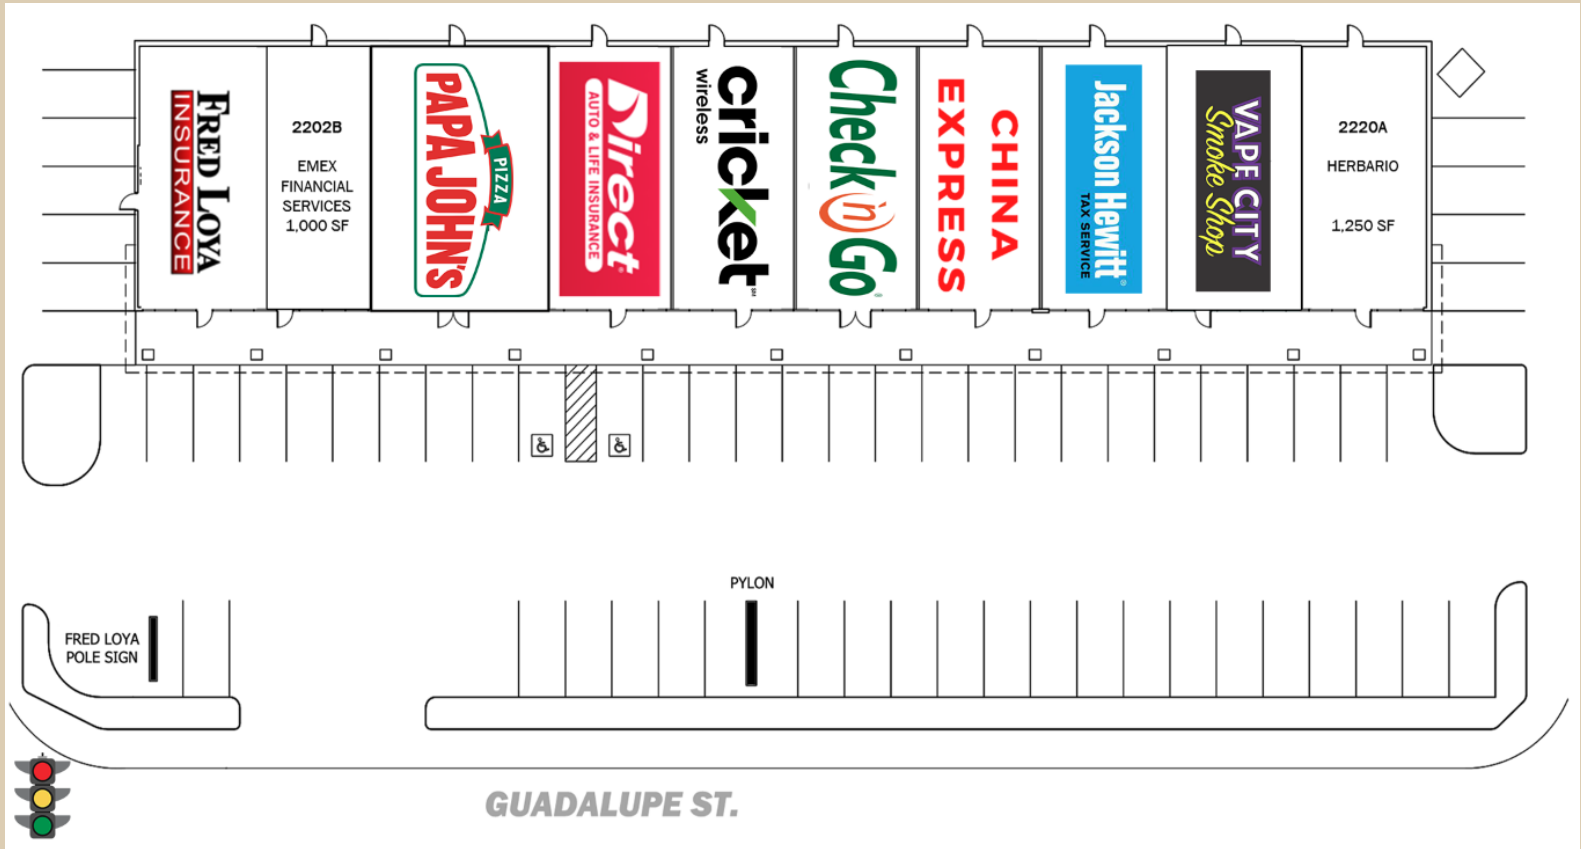 FRED LOYA
INSURANCE
2202B
EMEX
FINANCIAL
SERVICES
1,000 SF
PIZZA
PAPA JOHN'S
Direct®
AUTO & LIFE INSURANCE
cricket
wireless
Check 'n Go®
CHINA
EXPRESS
Jackson Hewitt®
TAX SERVICE
VAPE CITY
Smoke Shop
2220A
HERBARIO
1,250 SF
PYLON
FRED LOYA
POLE SIGN
GUADALUPE ST.